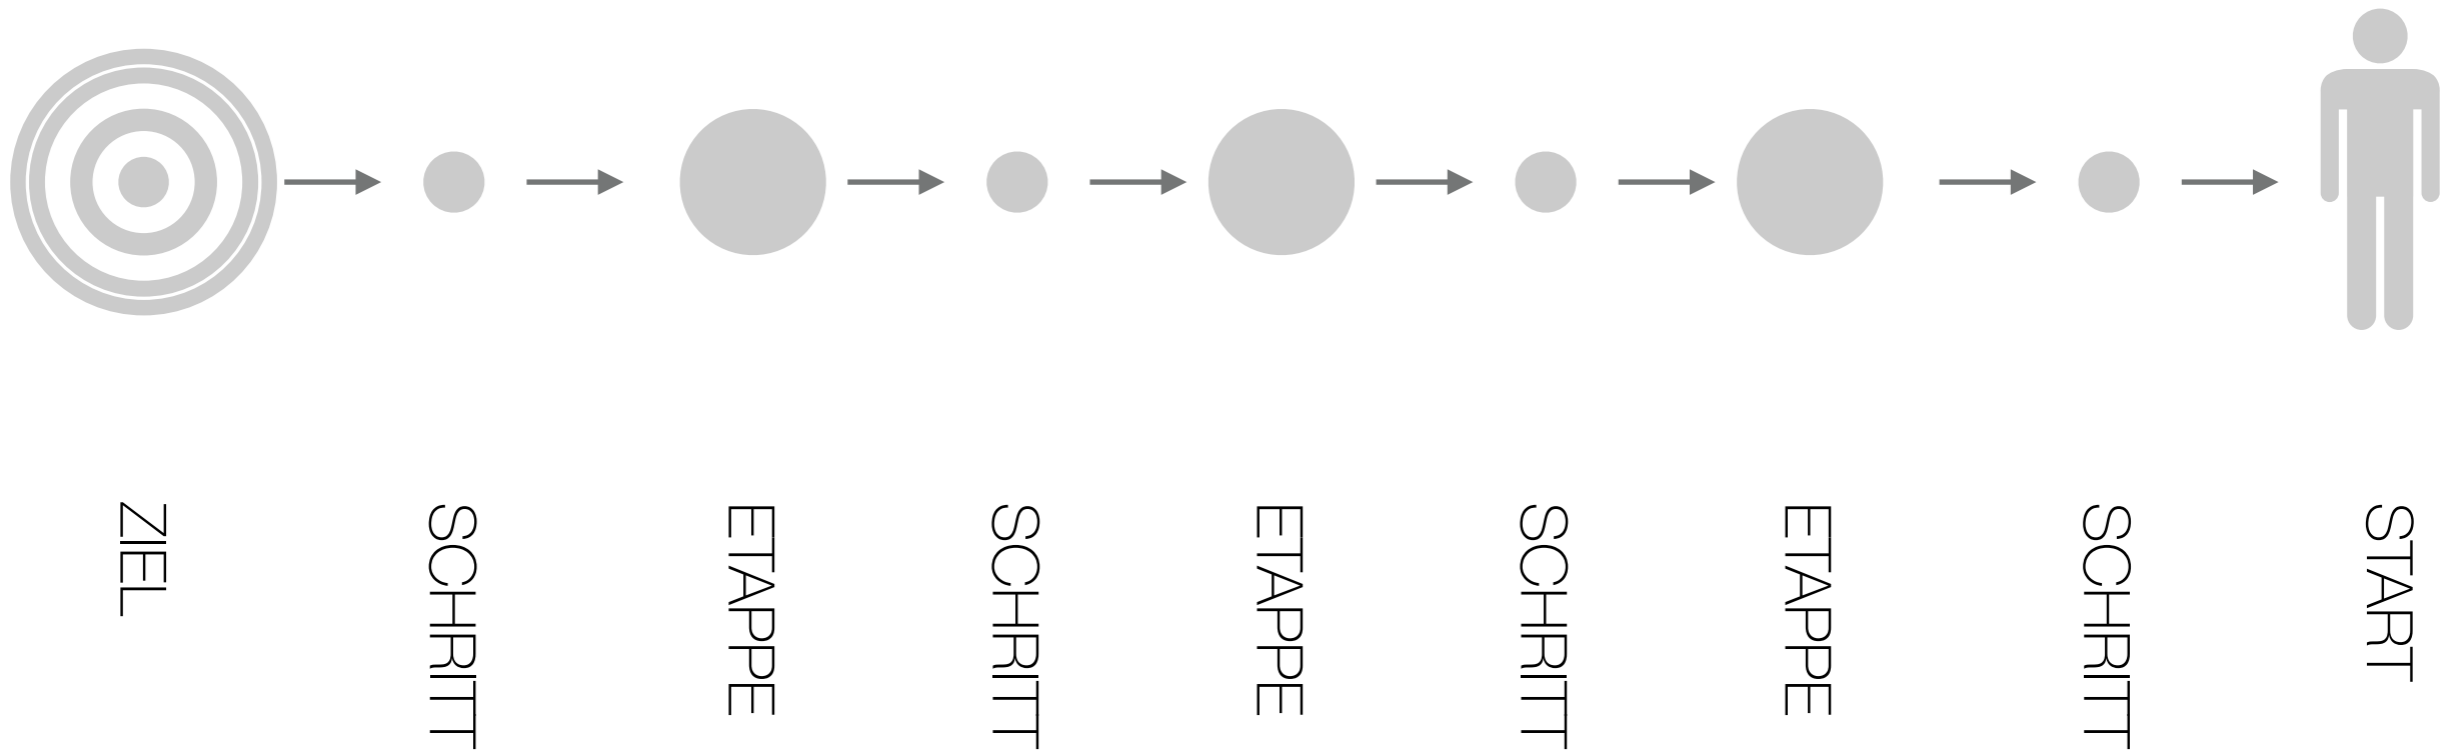 ZIEL
SCHRITT
ETAPPE
SCHRITT
ETAPPE
SCHRITT
ETAPPE
SCHRITT
START